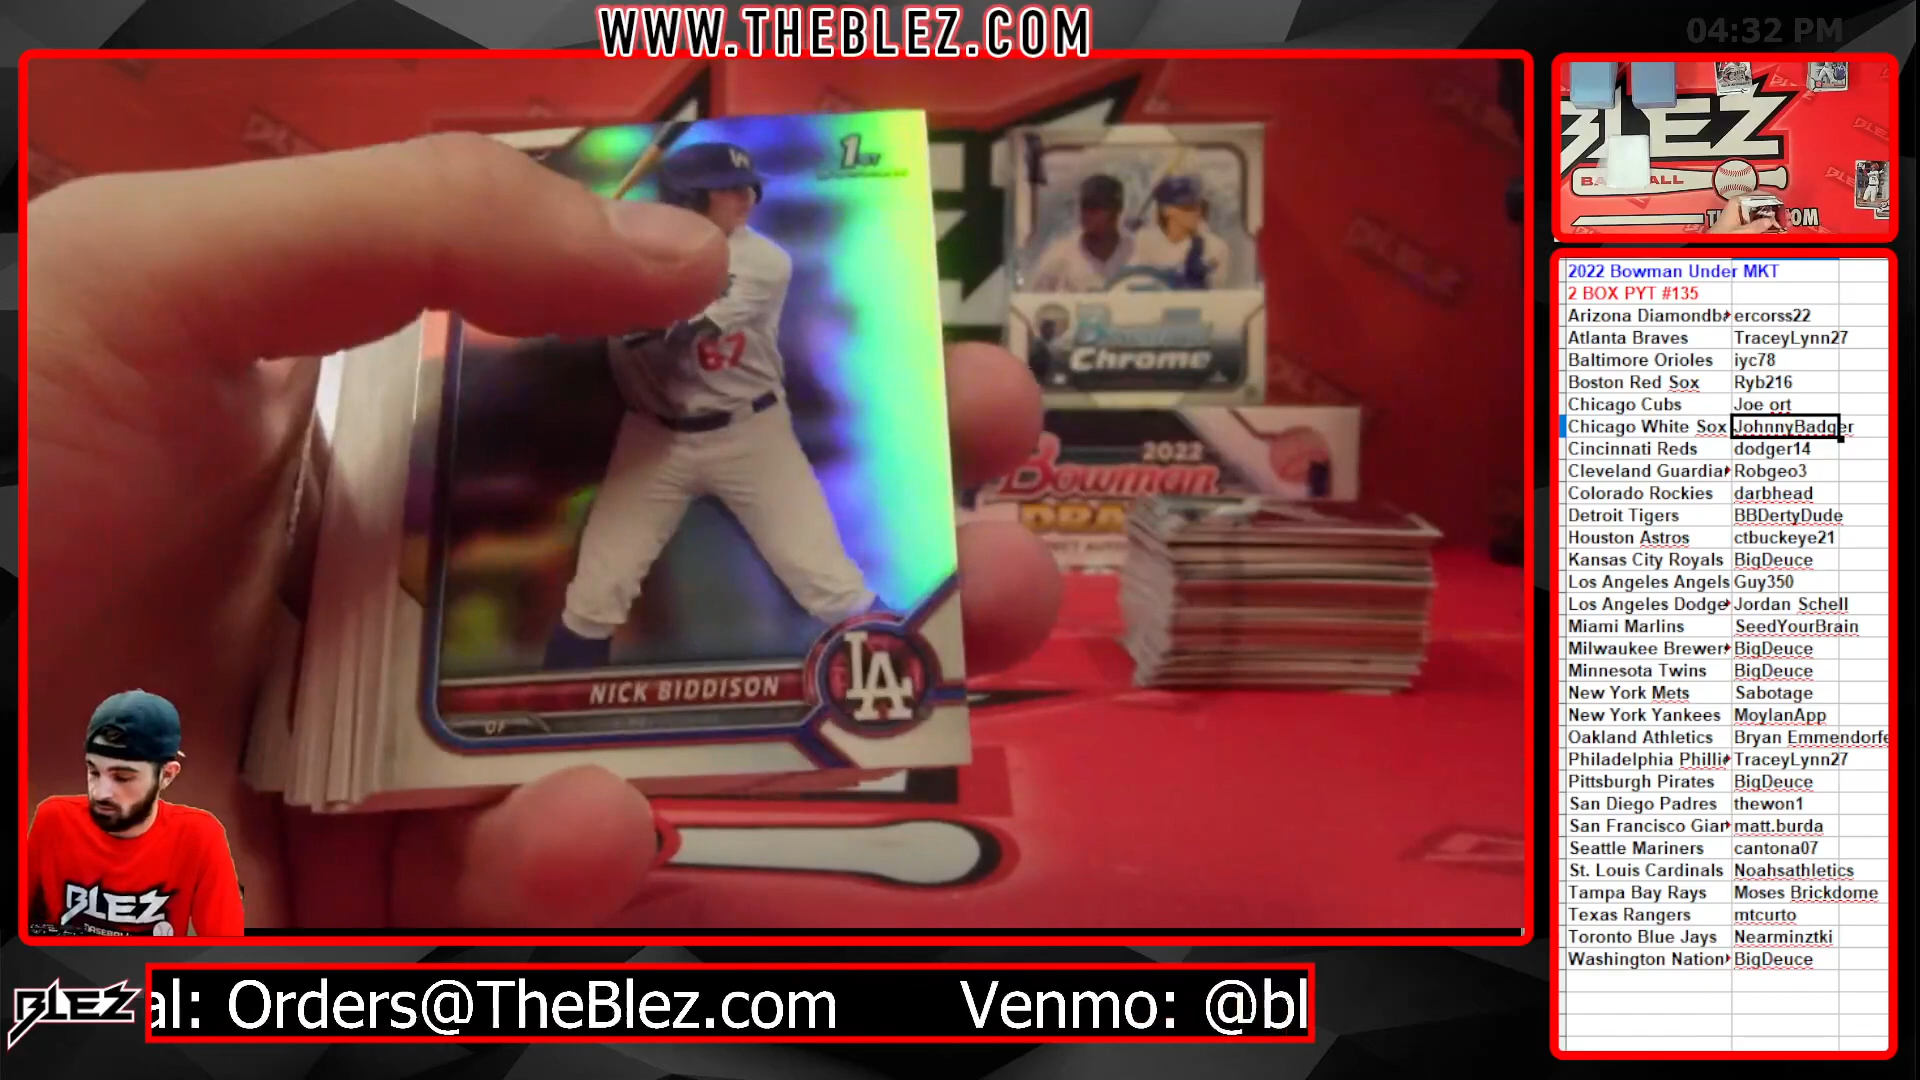 WWW.THEBLEZ.COM
04:32 PM
1ST
67
NICK BIDDISON
OF
LA
Bowman
Chrome
2022
Bowman
DRAFT
BLEZ
BLEZ
THE
COM
2022 Bowman Under MKT
2 BOX PYT #135
Arizona Diamondba ercorss22
Atlanta Braves TraceyLynn27
Baltimore Orioles iyc78
Boston Red Sox Ryb216
Chicago Cubs Joe ort
Chicago White Sox JohnnyBadger
Cincinnati Reds dodger14
Cleveland Guardia Robgeo3
Colorado Rockies darbhead
Detroit Tigers BBDertyDude
Houston Astros ctbuckeye21
Kansas City Royals BigDeuce
Los Angeles Angels Guy350
Los Angeles Dodge Jordan Schell
Miami Marlins SeedYourBrain
Milwaukee Brewer BigDeuce
Minnesota Twins BigDeuce
New York Mets Sabotage
New York Yankees MoylanApp
Oakland Athletics Bryan Emmendorfe
Philadelphia Phillie TraceyLynn27
Pittsburgh Pirates BigDeuce
San Diego Padres thewon1
San Francisco Gian matt.burda
Seattle Mariners cantona07
St. Louis Cardinals Noahsathletics
Tampa Bay Rays Moses Brickdome
Texas Rangers mtcurto
Toronto Blue Jays Nearminztki
Washington Nation BigDeuce
BLEZ
al: Orders@TheBlez.com Venmo: @bl